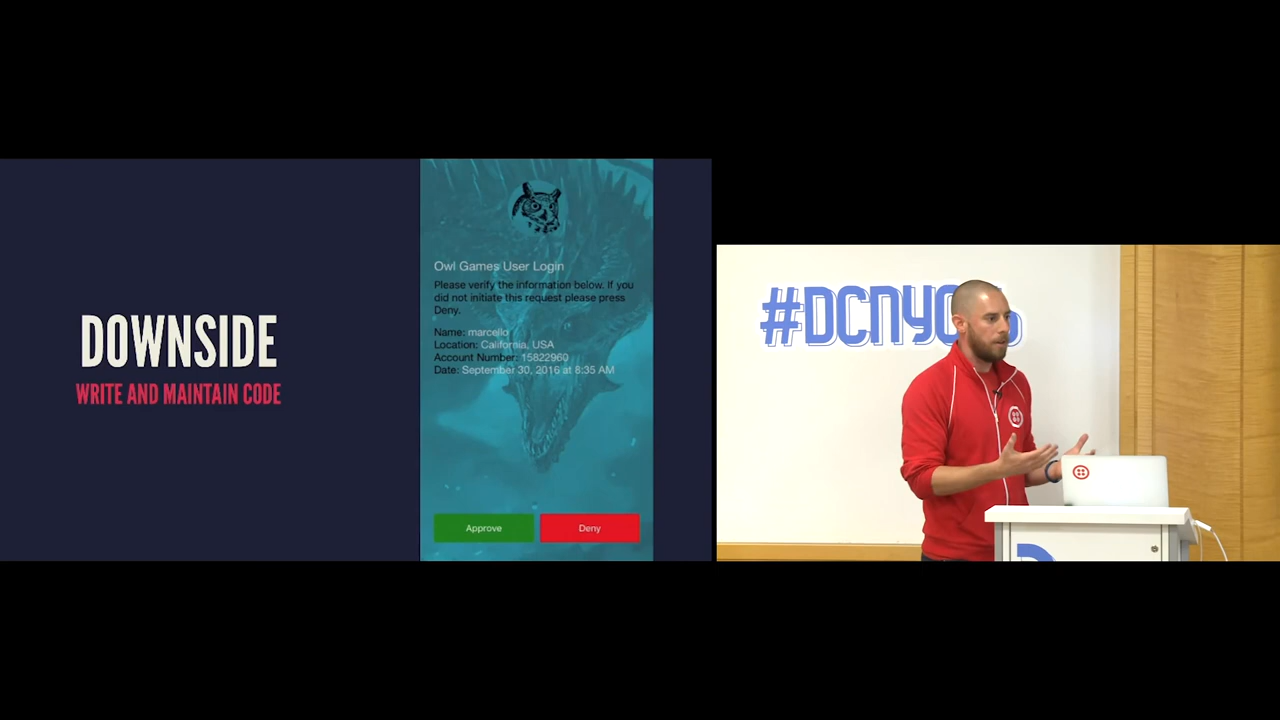 DOWNSIDE
WRITE AND MAINTAIN CODE
Owl Games User Login
Please verify the information below. If you
did not initiate this request please press
Deny.
Name: marcello
Location: California, USA
Account Number: 15822960
Date: September 30, 2016 at 8:35 AM
Approve
Deny